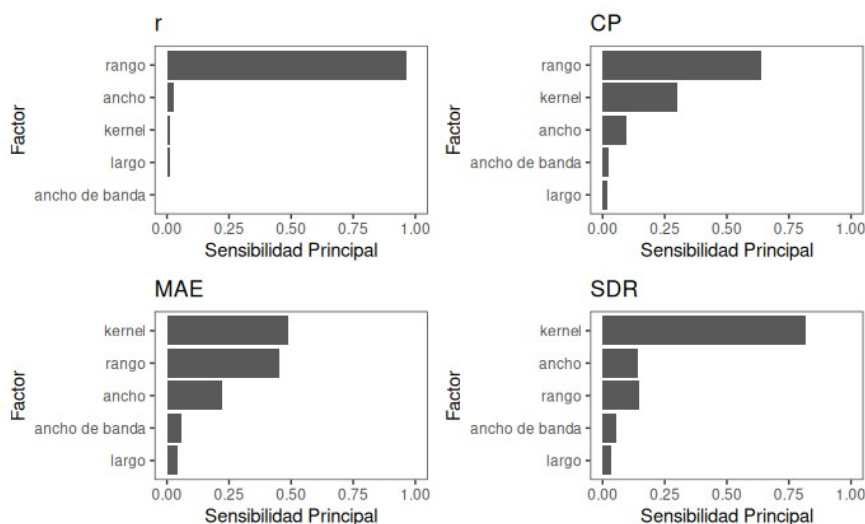 r
rango
ancho
kernel
largo
ancho de banda
Factor
0.00 0.25 0.50 0.75 1.00
Sensibilidad Principal
CP
rango
kernel
ancho
ancho de banda
largo
Factor
0.00 0.25 0.50 0.75 1.00
Sensibilidad Principal
MAE
kernel
rango
ancho
ancho de banda
largo
Factor
0.00 0.25 0.50 0.75 1.00
Sensibilidad Principal
SDR
kernel
ancho
rango
ancho de banda
largo
Factor
0.00 0.25 0.50 0.75 1.00
Sensibilidad Principal